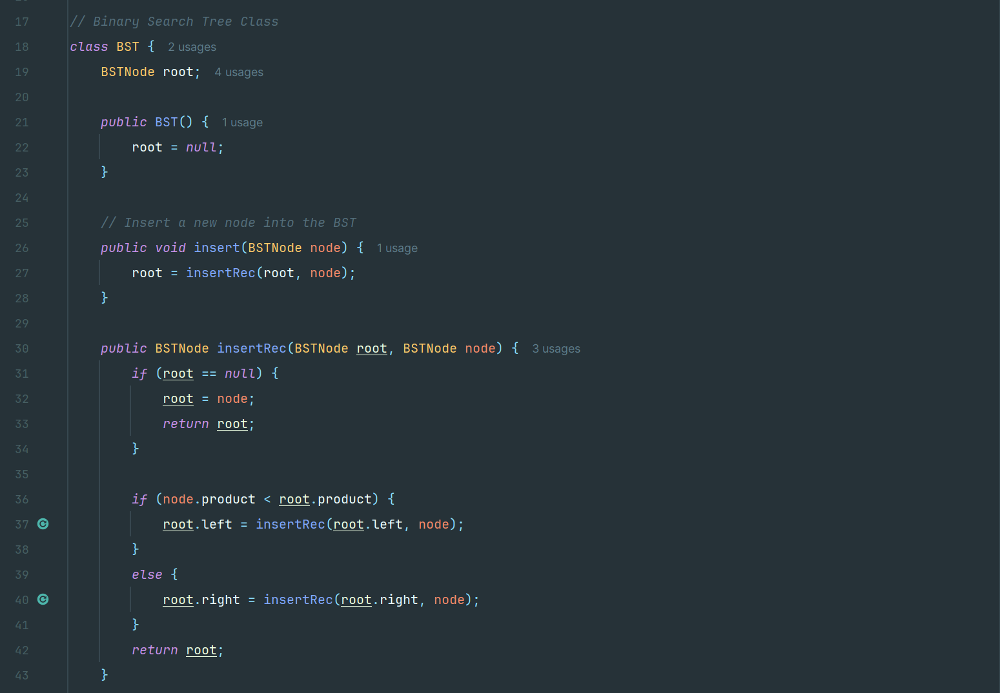 17 // Binary Search Tree Class
18 class BST { 2 usages
19     BSTNode root; 4 usages
20
21     public BST() { 1 usage
22         root = null;
23     }
24
25     // Insert a new node into the BST
26     public void insert(BSTNode node) { 1 usage
27         root = insertRec(root, node);
28     }
29
30     public BSTNode insertRec(BSTNode root, BSTNode node) { 3 usages
31         if (root == null) {
32             root = node;
33             return root;
34         }
35
36         if (node.product < root.product) {
37             root.left = insertRec(root.left, node);
38         }
39         else {
40             root.right = insertRec(root.right, node);
41         }
42         return root;
43     }